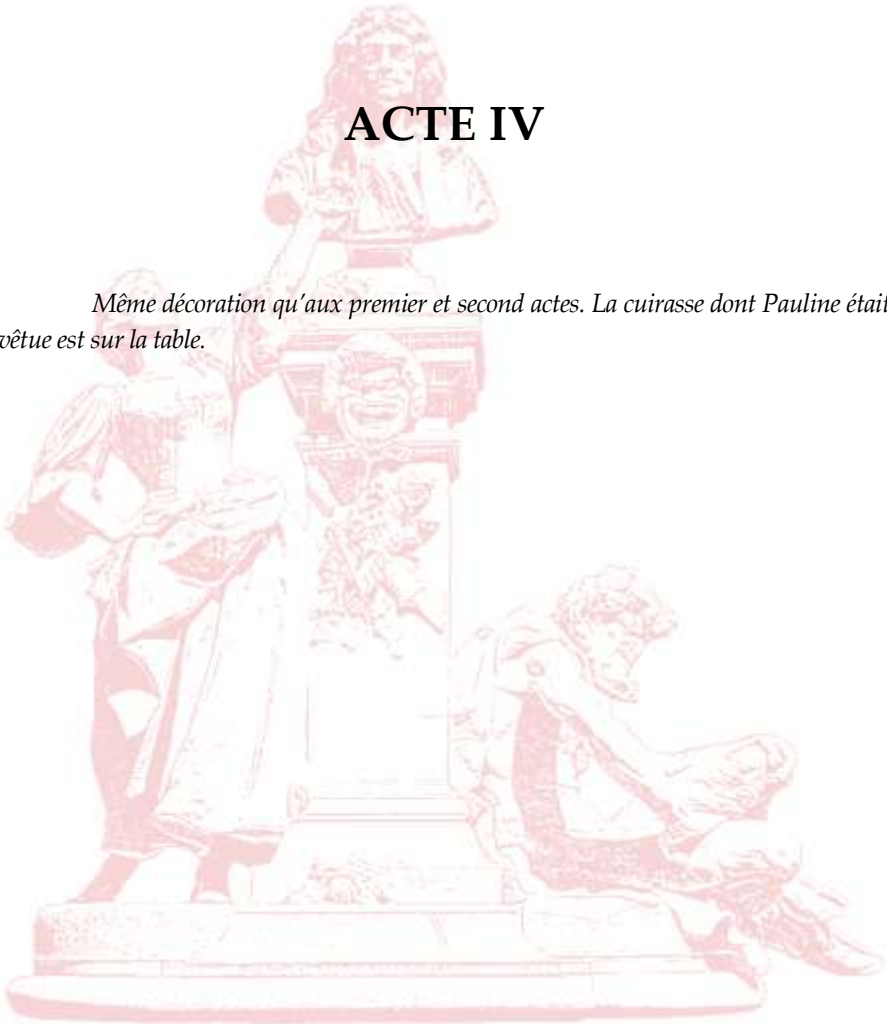 ACTE IV
Même décoration qu'aux premier et second actes. La cuirasse dont Pauline était
vêtue est sur la table.